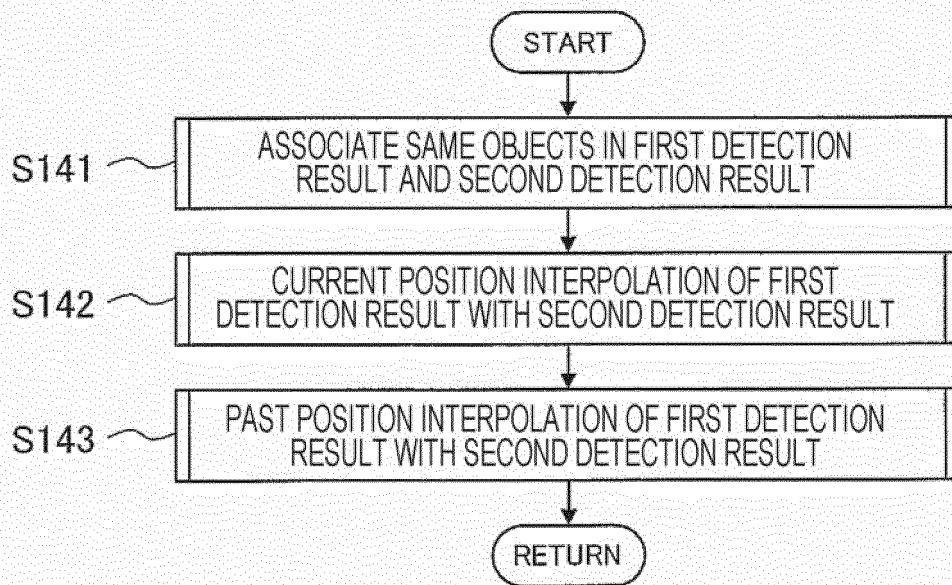 START
S141
ASSOCIATE SAME OBJECTS IN FIRST DETECTION
RESULT AND SECOND DETECTION RESULT
S142
CURRENT POSITION INTERPOLATION OF FIRST
DETECTION RESULT WITH SECOND DETECTION RESULT
S143
PAST POSITION INTERPOLATION OF FIRST DETECTION
RESULT WITH SECOND DETECTION RESULT
RETURN